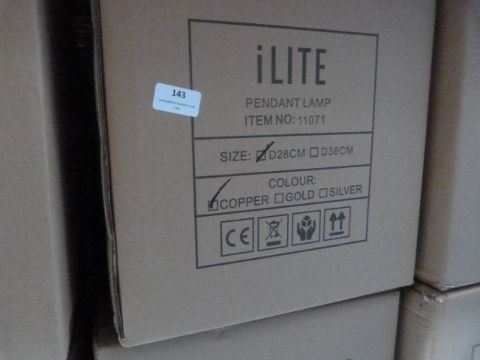 iLITE
PENDANT LAMP
ITEM NO: 11071
143
SIZE: ☑D28CM ☐D36CM
COLOUR:
☑COPPER ☐GOLD ☐SILVER
CE